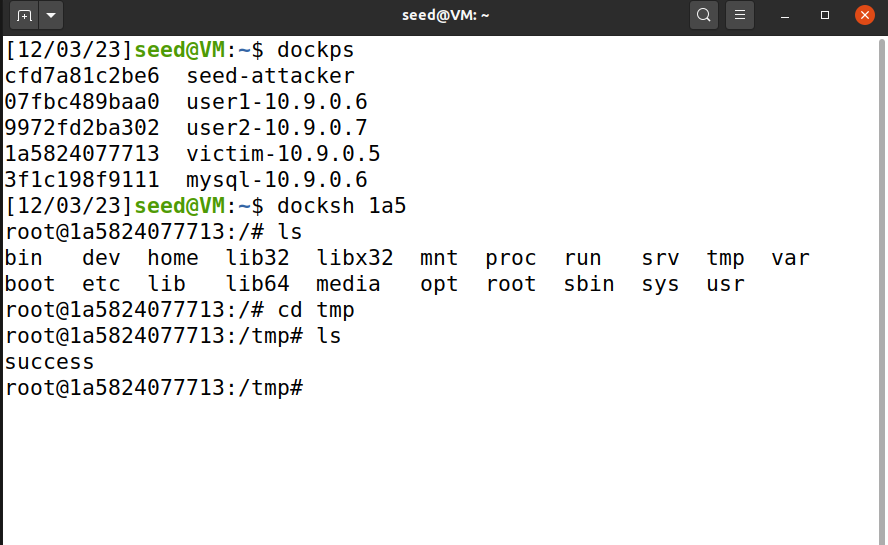 seed@VM: ~
[12/03/23]seed@VM:~$ dockps
cfd7a81c2be6  seed-attacker
07fbc489baa0  user1-10.9.0.6
9972fd2ba302  user2-10.9.0.7
1a5824077713  victim-10.9.0.5
3f1c198f9111  mysql-10.9.0.6
[12/03/23]seed@VM:~$ docksh 1a5
root@1a5824077713:/# ls
bin   dev  home  lib32  libx32  mnt  proc  run   srv  tmp  var
boot  etc  lib   lib64  media   opt  root  sbin  sys  usr
root@1a5824077713:/# cd tmp
root@1a5824077713:/tmp# ls
success
root@1a5824077713:/tmp#